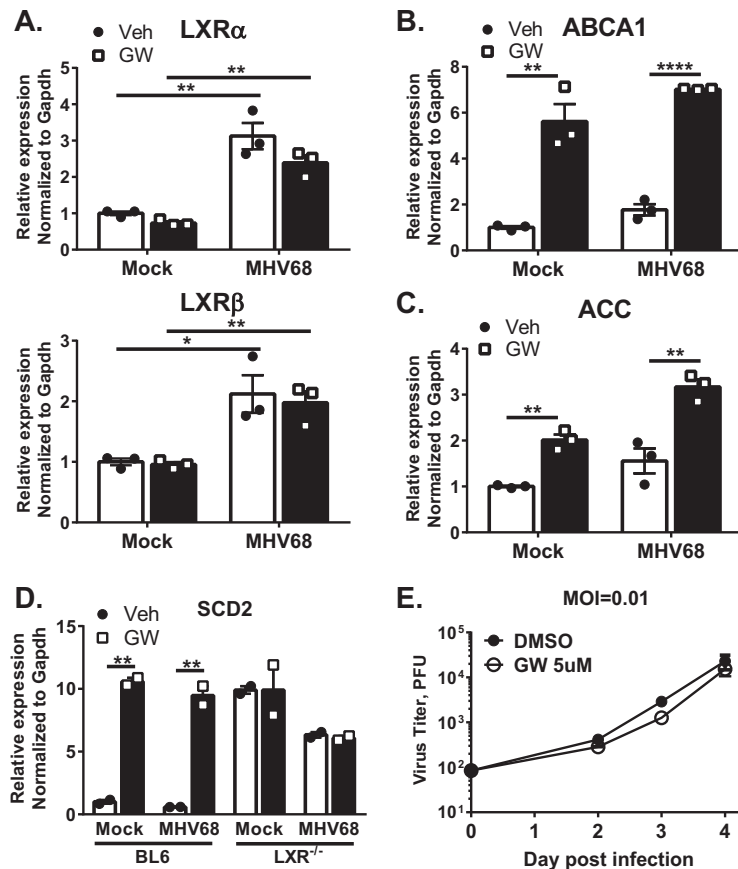 A.
LXRα
Veh
GW
**
**
Relative expression
Normalized to Gapdh
5
4
3
2
1
0
Mock
MHV68
LXRβ
**
*
Relative expression
Normalized to Gapdh
3
2
1
0
Mock
MHV68
B.
ABCA1
Veh
GW
**
****
Relative expression
Normalized to Gapdh
8
6
4
2
0
Mock
MHV68
C.
ACC
Veh
GW
**
**
Relative expression
Normalized to Gapdh
4
3
2
1
0
Mock
MHV68
D.
SCD2
Veh
GW
**
**
Relative expression
Normalized to Gapdh
15
10
5
0
Mock MHV68 Mock MHV68
BL6 LXR-/-
E.
MOI=0.01
DMSO
GW 5uM
Virus Titer, PFU
10⁵
10⁴
10³
10²
10¹
0 1 2 3 4
Day post infection